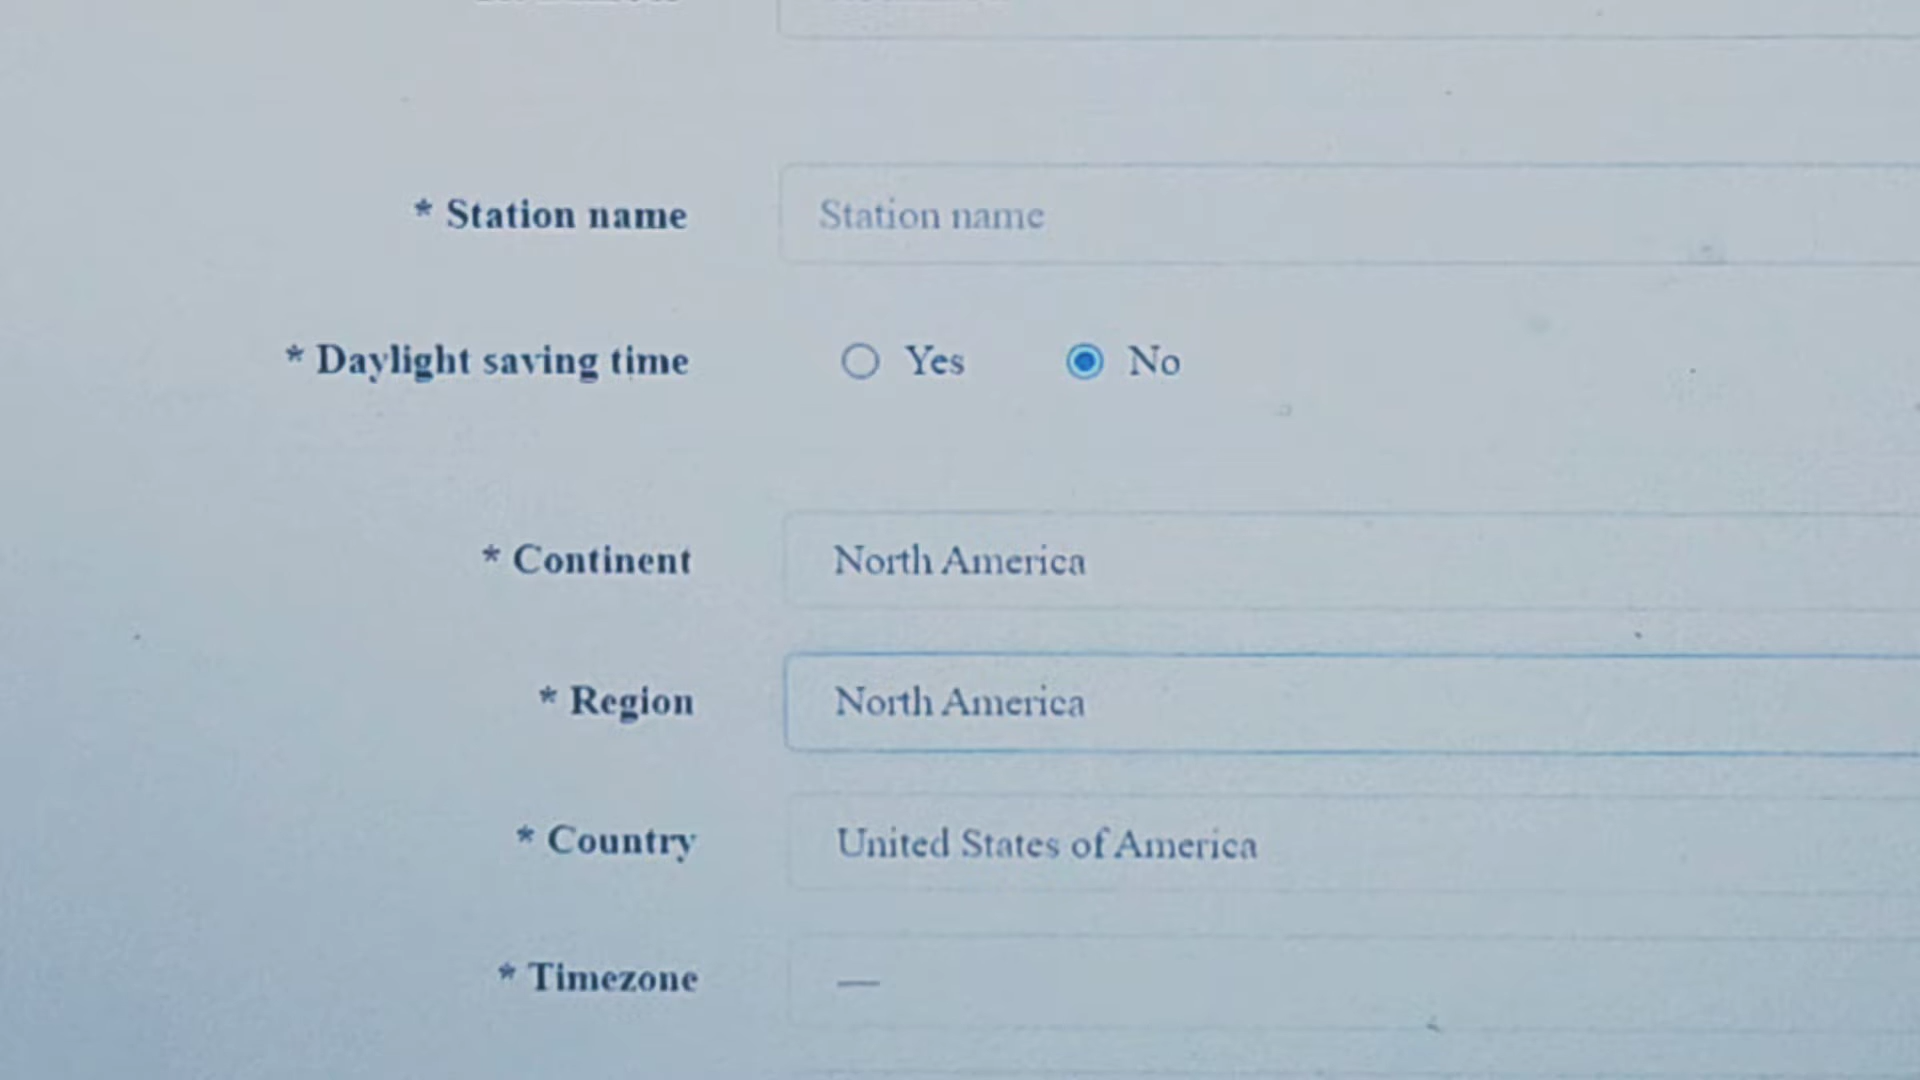 * Station name Station name
* Daylight saving time Yes No
* Continent North America
* Region North America
* Country United States of America
* Timezone —